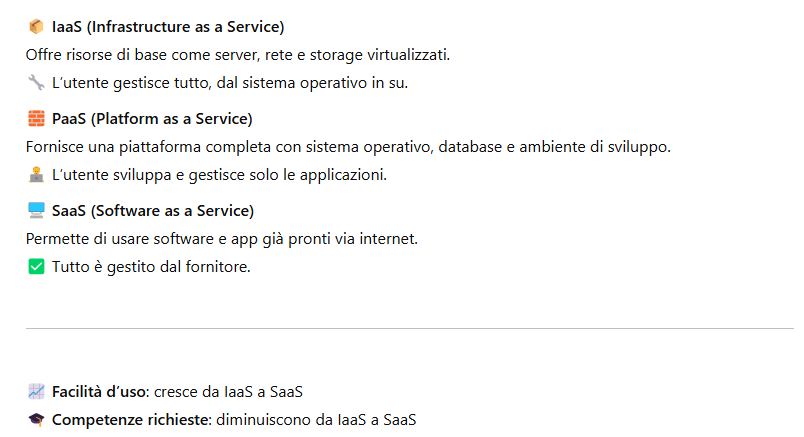 📦 IaaS (Infrastructure as a Service)
Offre risorse di base come server, rete e storage virtualizzati.
🔧 L’utente gestisce tutto, dal sistema operativo in su.
🧱 PaaS (Platform as a Service)
Fornisce una piattaforma completa con sistema operativo, database e ambiente di sviluppo.
🧑‍💻 L’utente sviluppa e gestisce solo le applicazioni.
🖥️ SaaS (Software as a Service)
Permette di usare software e app già pronti via internet.
✅ Tutto è gestito dal fornitore.
📈 Facilità d’uso: cresce da IaaS a SaaS
🎓 Competenze richieste: diminuiscono da IaaS a SaaS